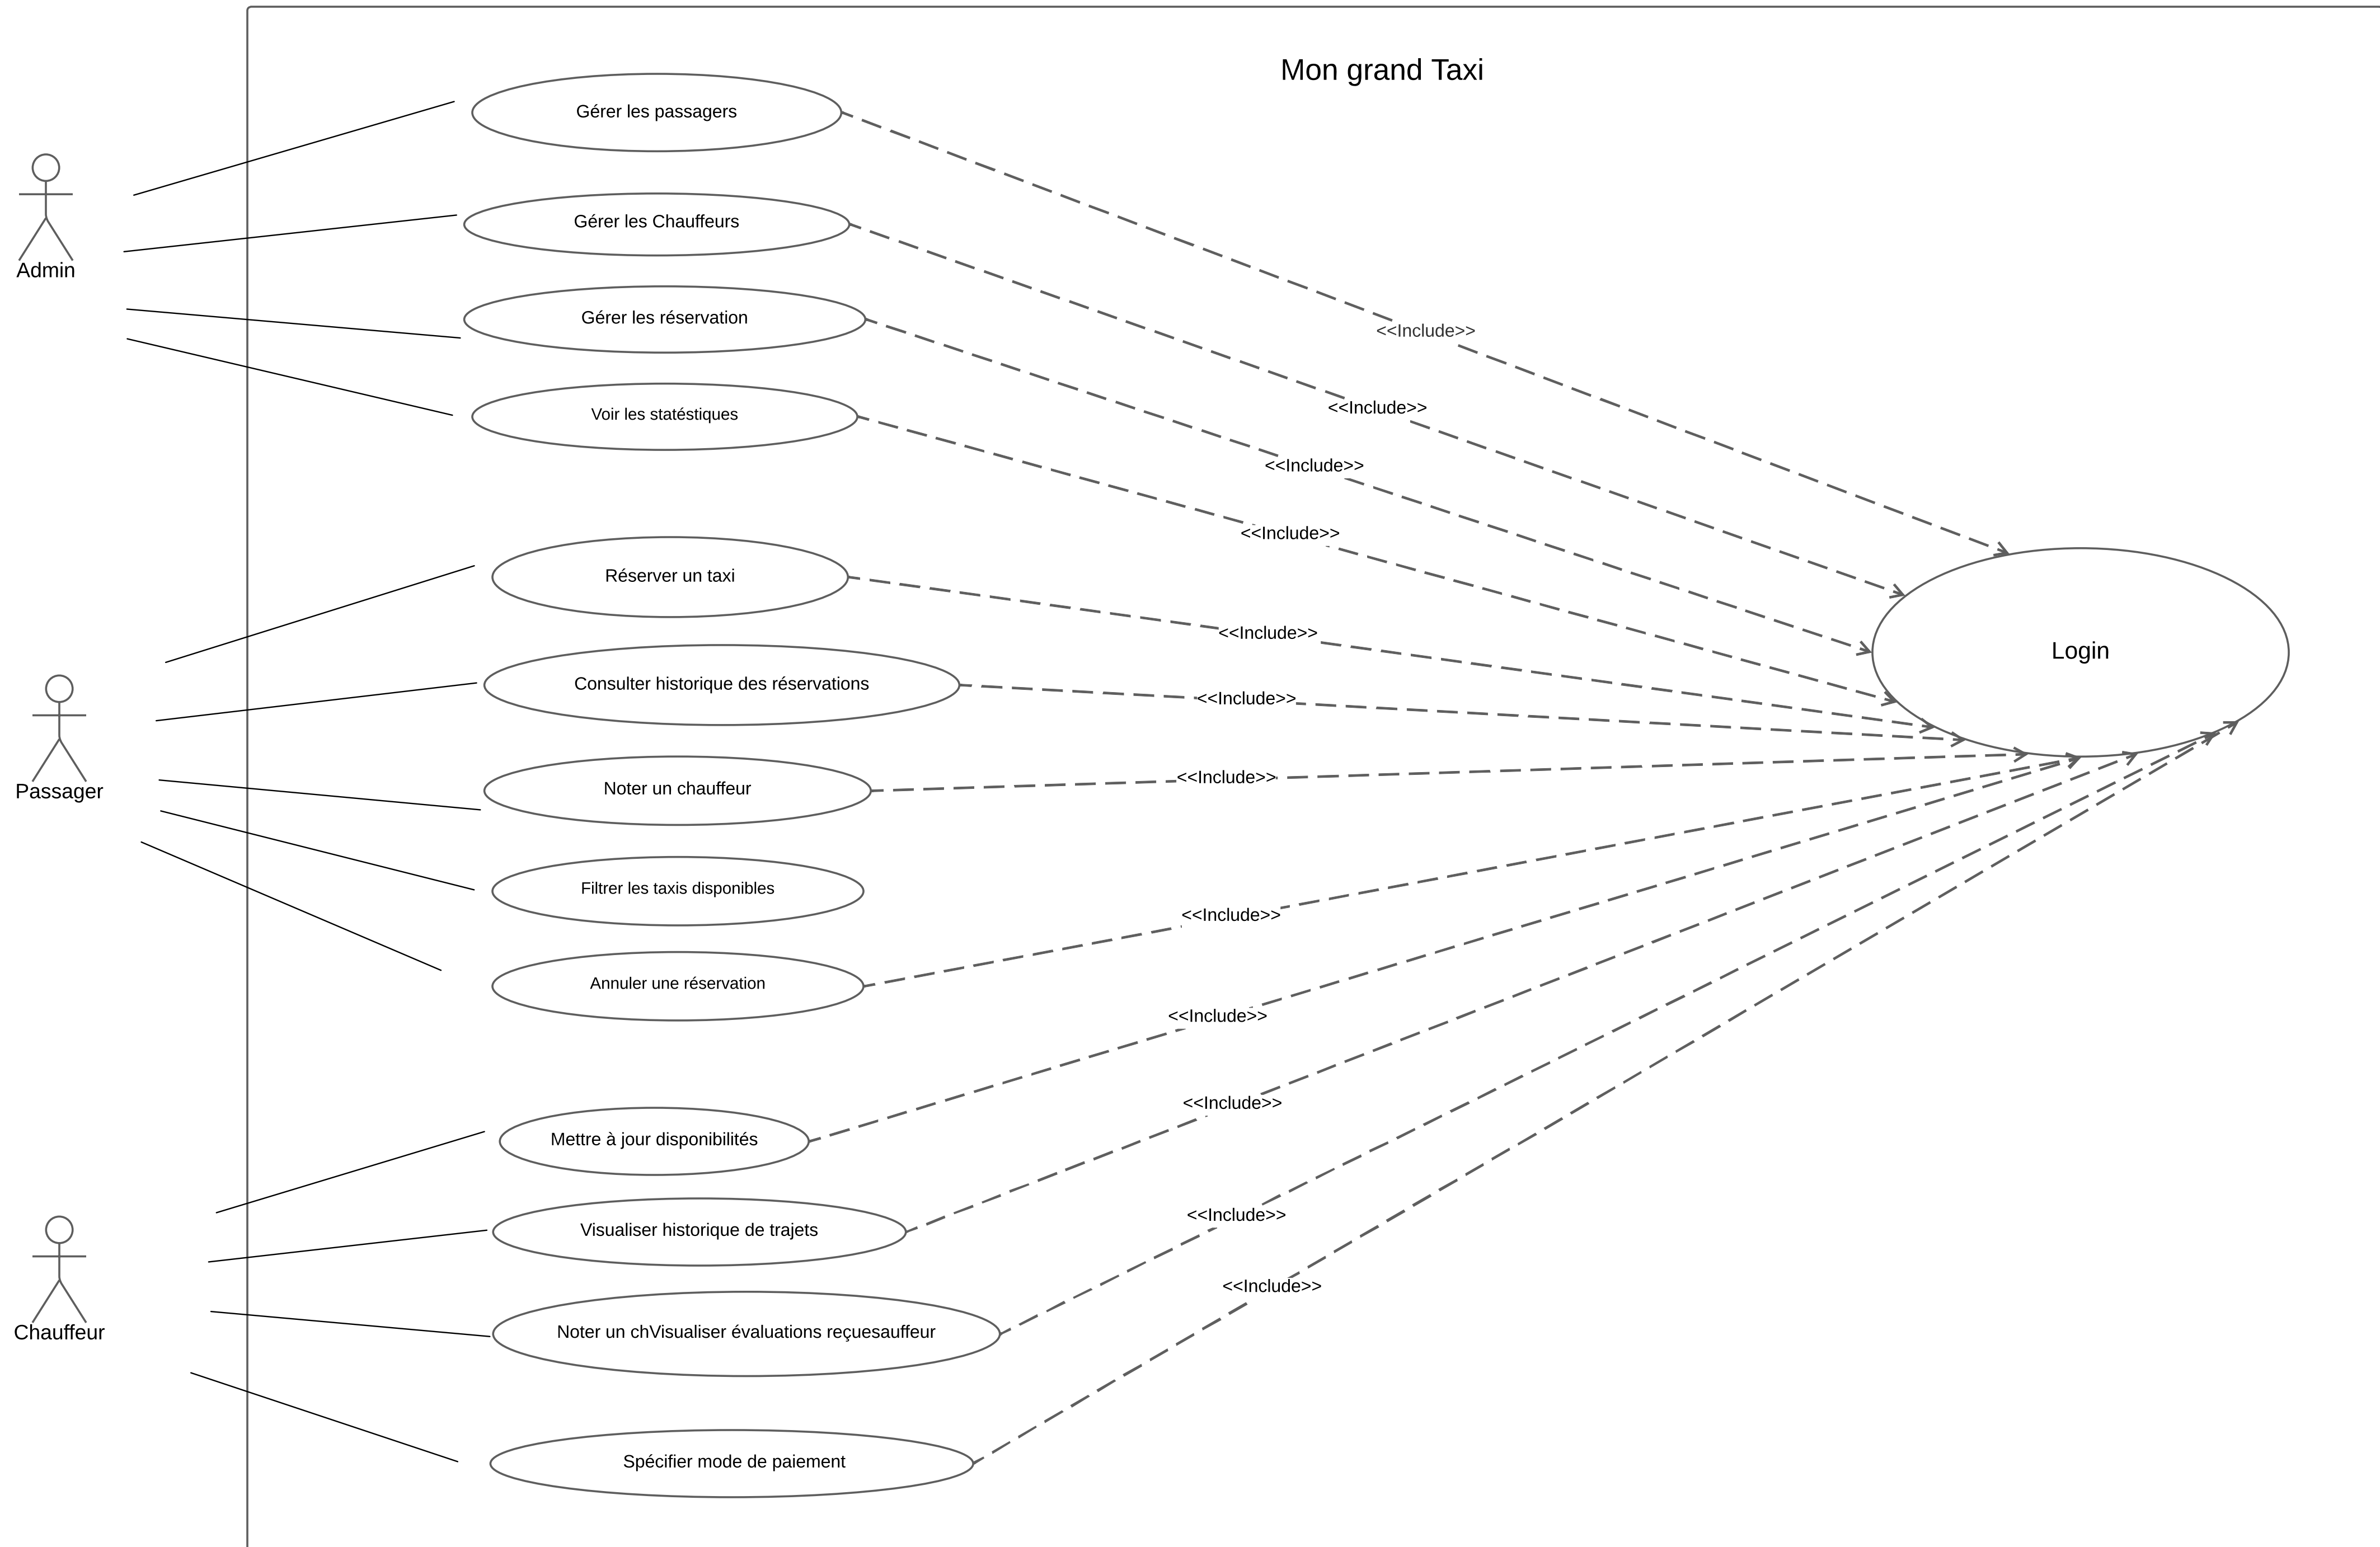 Mon grand Taxi
Gérer les passagers
Gérer les Chauffeurs
Admin
Gérer les réservation
<<Include>>
<<Include>>
Voir les statéstiques
<<Include>>
<<Include>>
Réserver un taxi
<<Include>>
Login
Consulter historique des réservations
<<Include>>
Noter un chauffeur
<<Include>>
Passager
Filtrer les taxis disponibles
<<Include>>
Annuler une réservation
<<Include>>
<<Include>>
Mettre à jour disponibilités
<<Include>>
Visualiser historique de trajets
<<Include>>
Chauffeur
Noter un chVisualiser évaluations reçuesauffeur
Spécifier mode de paiement